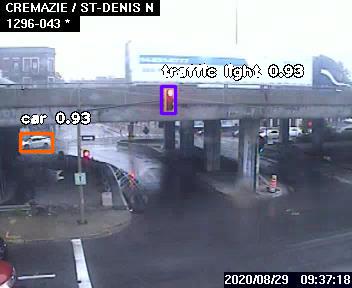 CREMAZIE / ST-DENIS N
1296-043 *
traffic light 0.93
car 0.93
2020/08/29 09:37:18